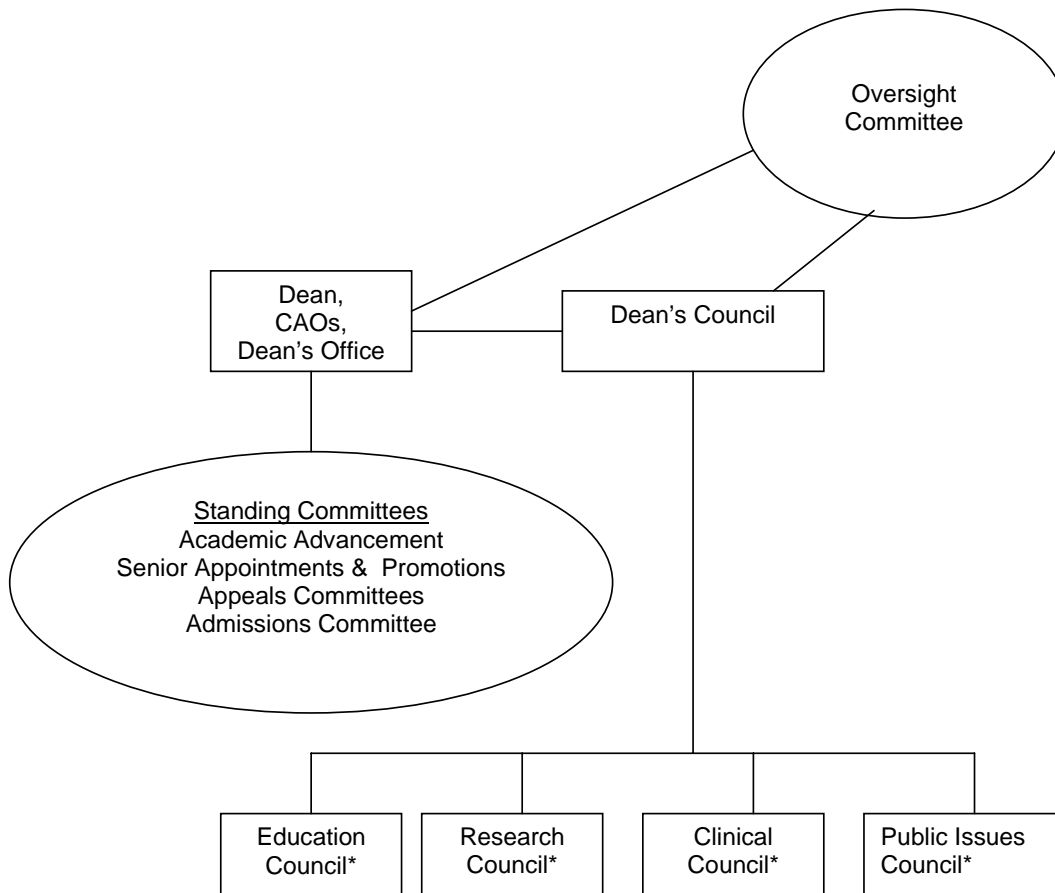 Oversight
Committee
Dean,
CAOs,
Dean’s Office
Dean’s Council
Standing Committees
Academic Advancement
Senior Appointments & Promotions
Appeals Committees
Admissions Committee
Education
Council*
Research
Council*
Clinical
Council*
Public Issues
Council*